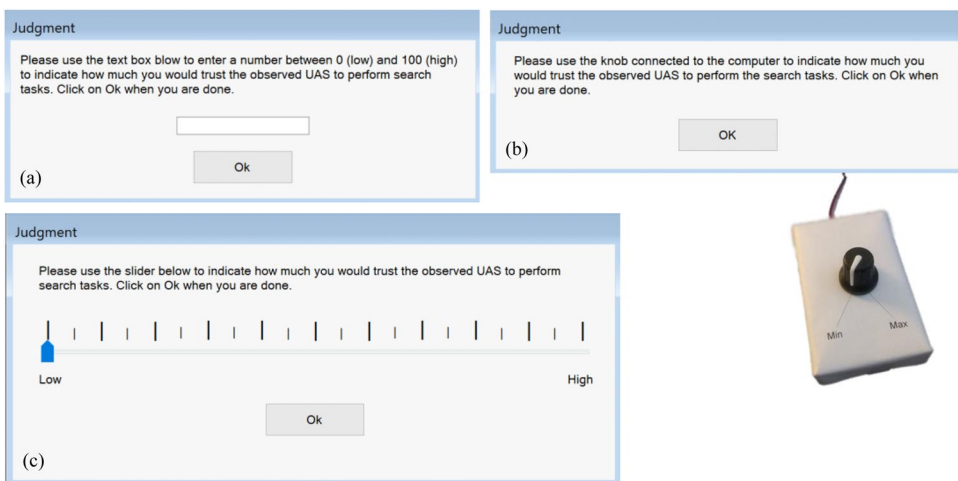 Judgment
Please use the text box blow to enter a number between 0 (low) and 100 (high)
to indicate how much you would trust the observed UAS to perform search
tasks. Click on Ok when you are done.
Ok
(a)
Judgment
Please use the knob connected to the computer to indicate how much you
would trust the observed UAS to perform the search tasks. Click on Ok when
you are done.
OK
(b)
Min
Max
Judgment
Please use the slider below to indicate how much you would trust the observed UAS to perform
search tasks. Click on Ok when you are done.
Low
High
Ok
(c)